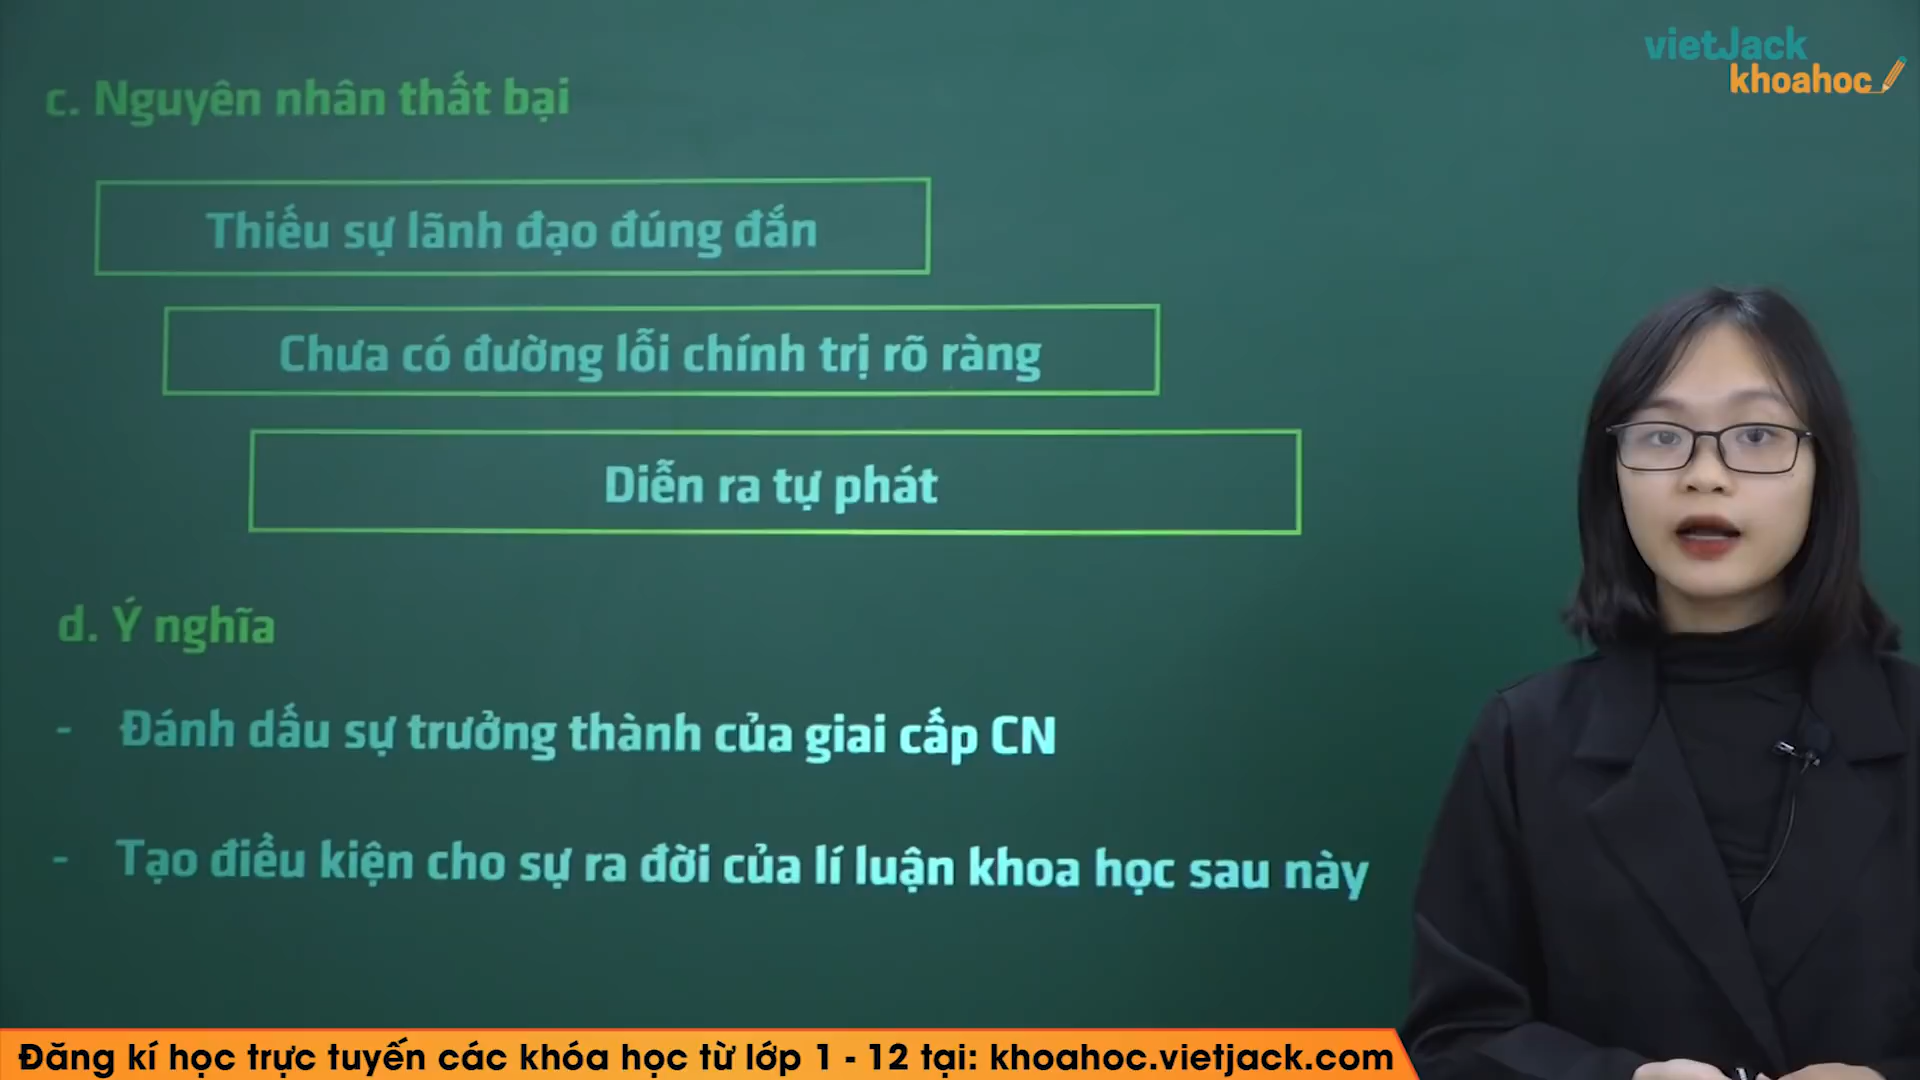 vietJack
khoahoc
c. Nguyên nhân thất bại
Thiếu sự lãnh đạo đúng đắn
Chưa có đường lỗi chính trị rõ ràng
Diễn ra tự phát
d. Ý nghĩa
- Đánh dấu sự trưởng thành của giai cấp CN
- Tạo điều kiện cho sự ra đời của lí luận khoa học sau này
Đăng kí học trực tuyến các khóa học từ lớp 1 - 12 tại: khoahoc.vietjack.com